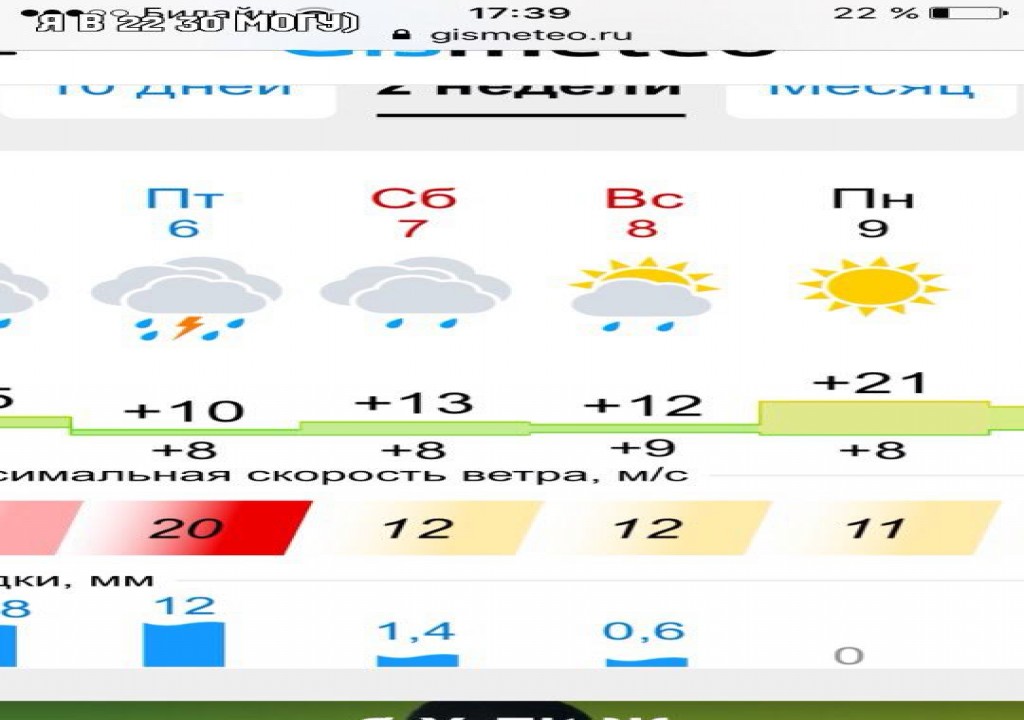 Билайн 17:39 22 %
Я В 22 30 МОГУ)
gismeteo.ru
Gismeteo
10 дней 2 недели Месяц
Пт Сб Вс Пн
6 7 8 9
5 +10 +13 +12 +21
+8 +8 +9 +8
симальная скорость ветра, м/с
20 12 12 11
дки, мм
8 12 1,4 0,6 0